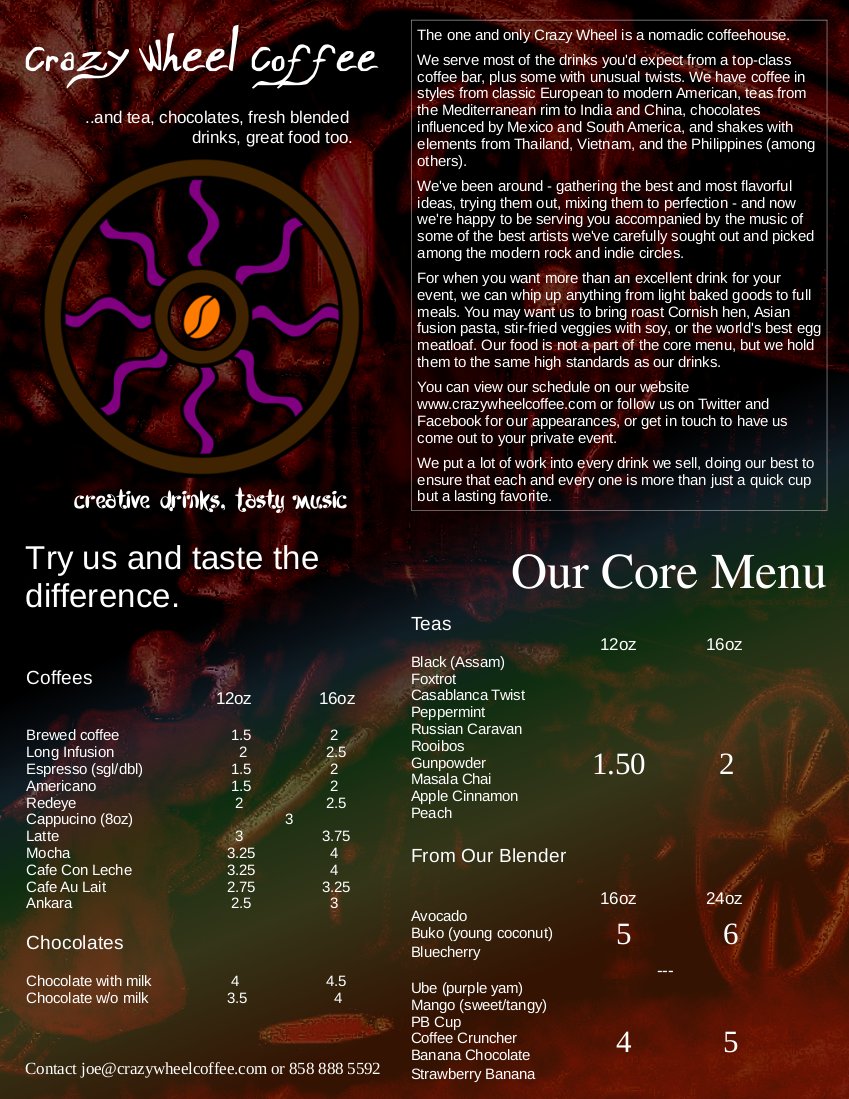 Crazy Wheel Coffee
..and tea, chocolates, fresh blended
drinks, great food too.
creative drinks, tasty music
The one and only Crazy Wheel is a nomadic coffeehouse.
We serve most of the drinks you'd expect from a top-class
coffee bar, plus some with unusual twists. We have coffee in
styles from classic European to modern American, teas from
the Mediterranean rim to India and China, chocolates
influenced by Mexico and South America, and shakes with
elements from Thailand, Vietnam, and the Philippines (among
others).
We've been around - gathering the best and most flavorful
ideas, trying them out, mixing them to perfection - and now
we're happy to be serving you accompanied by the music of
some of the best artists we've carefully sought out and picked
among the modern rock and indie circles.
For when you want more than an excellent drink for your
event, we can whip up anything from light baked goods to full
meals. You may want us to bring roast Cornish hen, Asian
fusion pasta, stir-fried veggies with soy, or the world's best egg
meatloaf. Our food is not a part of the core menu, but we hold
them to the same high standards as our drinks.
You can view our schedule on our website
www.crazywheelcoffee.com or follow us on Twitter and
Facebook for our appearances, or get in touch to have us
come out to your private event.
We put a lot of work into every drink we sell, doing our best to
ensure that each and every one is more than just a quick cup
but a lasting favorite.
Try us and taste the
difference.
Coffees
12oz 16oz
Brewed coffee 1.5 2
Long Infusion 2 2.5
Espresso (sgl/dbl) 1.5 2
Americano 1.5 2
Redeye 2 2.5
Cappucino (8oz) 3
Latte 3 3.75
Mocha 3.25 4
Cafe Con Leche 3.25 4
Cafe Au Lait 2.75 3.25
Ankara 2.5 3
Chocolates
Chocolate with milk 4 4.5
Chocolate w/o milk 3.5 4
Contact joe@crazywheelcoffee.com or 858 888 5592
Our Core Menu
Teas
12oz 16oz
Black (Assam)
Foxtrot
Casablanca Twist
Peppermint
Russian Caravan
Rooibos
Gunpowder 1.50 2
Masala Chai
Apple Cinnamon
Peach
From Our Blender
16oz 24oz
Avocado
Buko (young coconut) 5 6
Bluecherry
---
Ube (purple yam)
Mango (sweet/tangy)
PB Cup
Coffee Cruncher 4 5
Banana Chocolate
Strawberry Banana